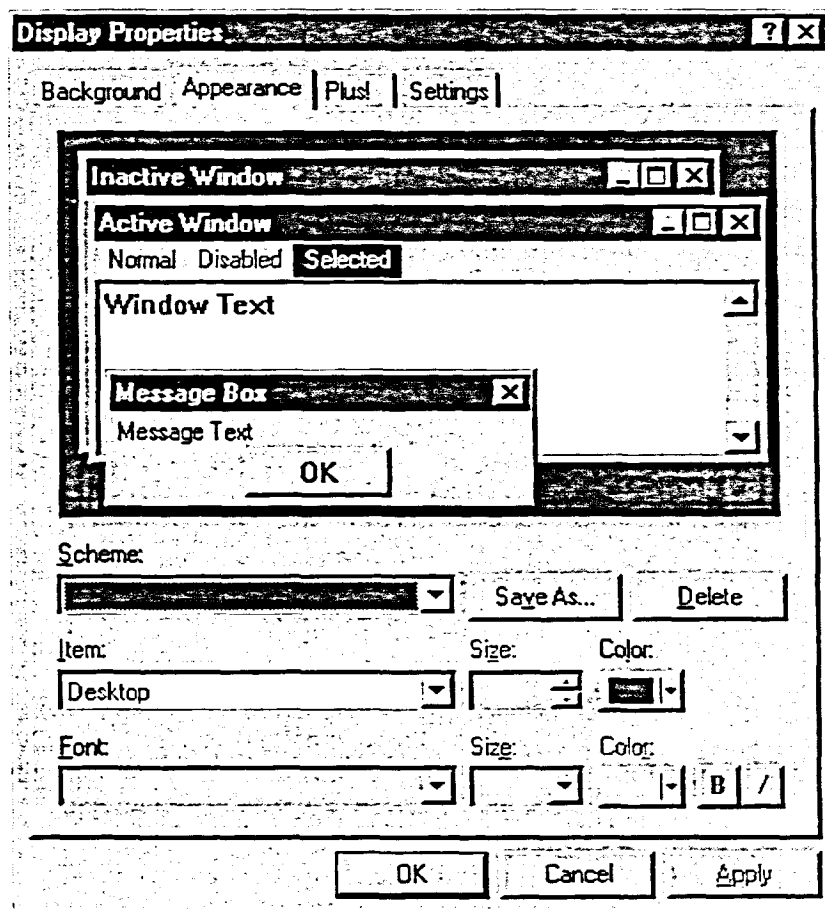 Display Properties
Background Appearance Plus! Settings
Inactive Window
Active Window
Normal Disabled Selected
Window Text
Message Box
Message Text
OK
Scheme:
Save As... Delete
Item: Size: Color:
Desktop
Font: Size: Color:
B /
OK Cancel Apply